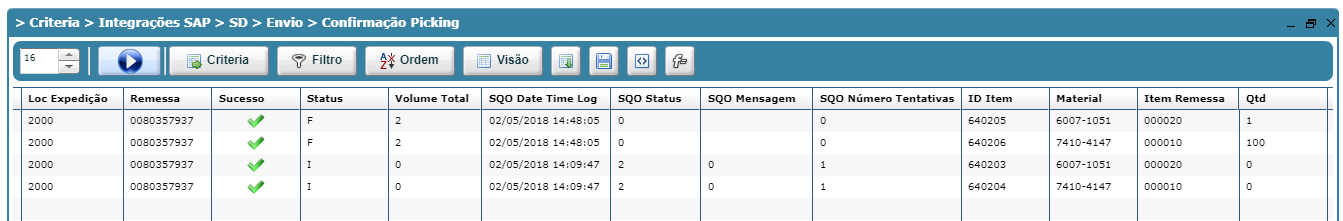 > Criteria > Integrações SAP > SD > Envio > Confirmação Picking
16 Criteria Filtro Ordem Visão
Loc Expedição Remessa Sucesso Status Volume Total SQO Date Time Log SQO Status SQO Mensagem SQO Número Tentativas ID Item Material Item Remessa Qtd
2000 0080357937 F 2 02/05/2018 14:48:05 0 0 640205 6007-1051 000020 1
2000 0080357937 F 2 02/05/2018 14:48:05 0 0 640206 7410-4147 000010 100
2000 0080357937 I 0 02/05/2018 14:09:47 2 0 1 640203 6007-1051 000020 0
2000 0080357937 I 0 02/05/2018 14:09:47 2 0 1 640204 7410-4147 000010 0